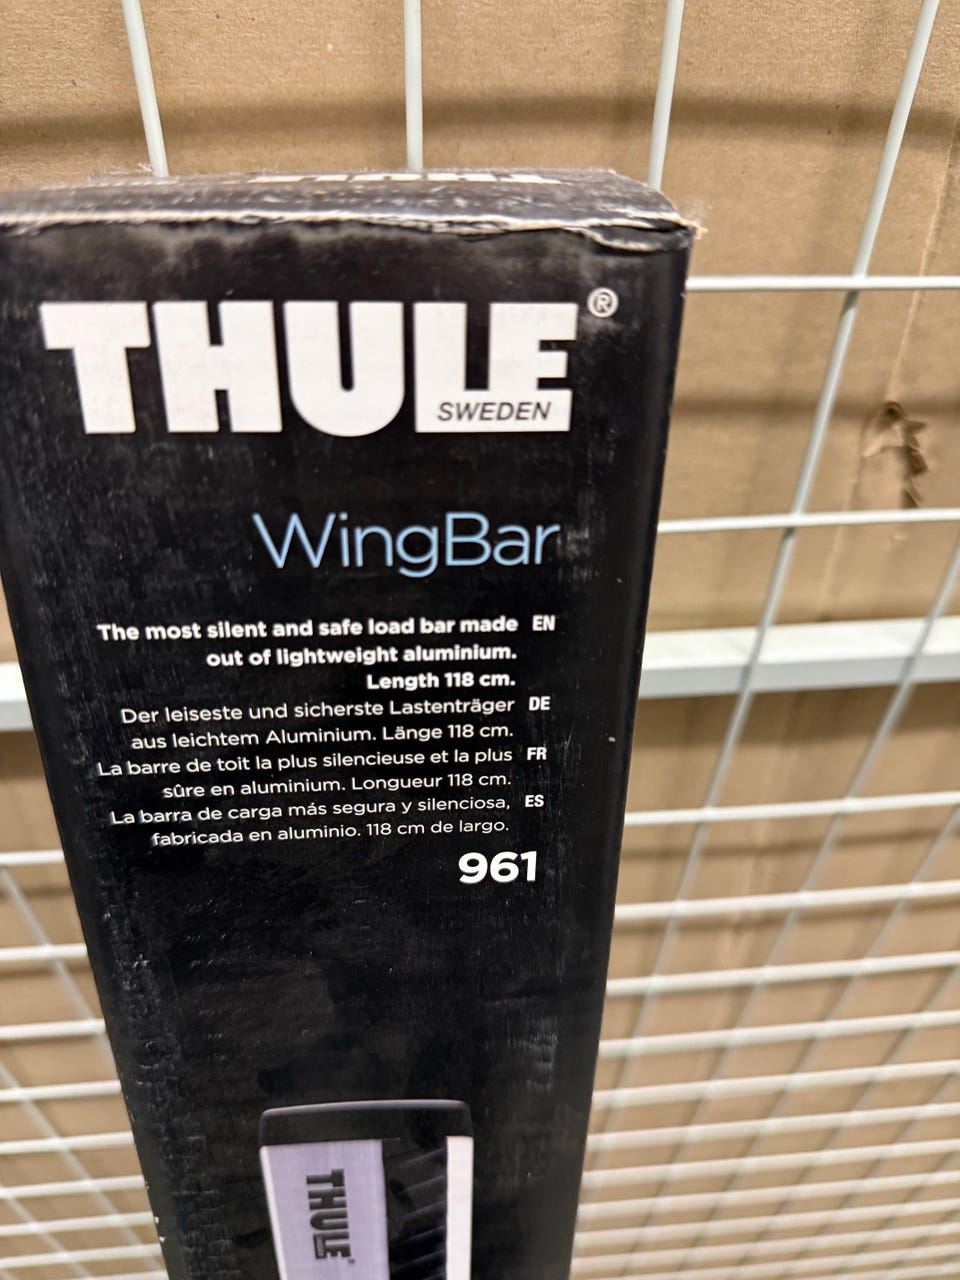 THULE®
SWEDEN
WingBar
The most silent and safe load bar made EN
out of lightweight aluminium.
Length 118 cm.
Der leiseste und sicherste Lastenträger DE
aus leichtem Aluminium. Länge 118 cm.
La barre de toit la plus silencieuse et la plus FR
sûre en aluminium. Longueur 118 cm.
La barra de carga más segura y silenciosa, ES
fabricada en aluminio. 118 cm de largo.
961
THULE